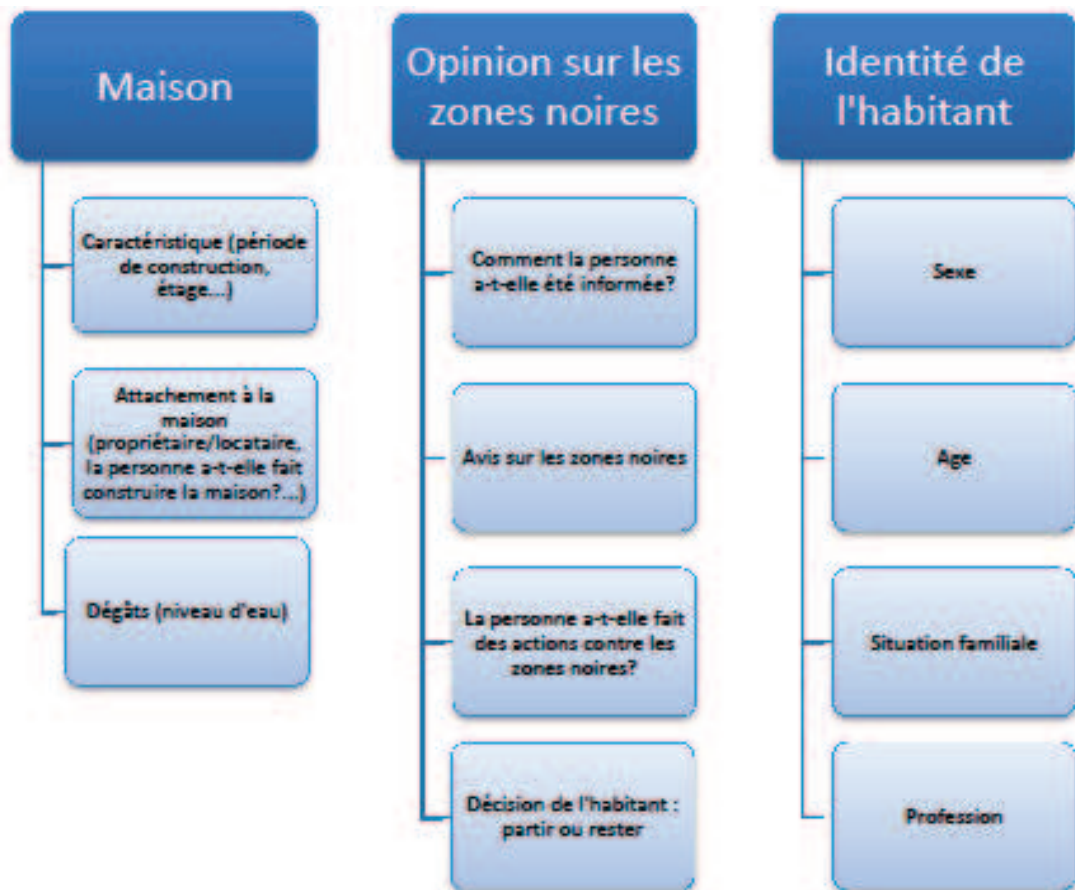 Maison
Caractéristique (période
de construction,
étage...)
Attachement à la
maison
(propriétaire/locataire,
la personne a-t-elle fait
construire la maison?...)
Dégâts (niveau d'eau)
Opinion sur les
zones noires
Comment la personne
a-t-elle été informée?
Avis sur les zones noires
La personne a-t-elle fait
des actions contre les
zones noires?
Décision de l'habitant :
partir ou rester
Identité de
l'habitant
Sexe
Age
Situation familiale
Profession